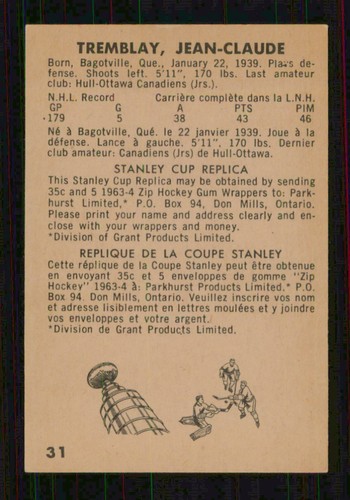 TREMBLAY, JEAN-CLAUDE
Born, Bagotville, Que., January 22, 1939. Plays de-
fense. Shoots left. 5'11", 170 lbs. Last amateur
club: Hull-Ottawa Canadiens (Jrs.).
N.H.L. Record Carrière complète dans la L.N.H.
GP G A PTS PIM
179 5 38 43 46
Né à Bagotville, Qué. le 22 janvier 1939. Joue à la
défense. Lance à gauche. 5'11", 170 lbs. Dernier
club amateur: Canadiens (Jrs) de Hull-Ottawa.
STANLEY CUP REPLICA
This Stanley Cup Replica may be obtained by sending
35c and 5 1963-4 Zip Hockey Gum Wrappers to: Park-
hurst Limited,* P.O. Box 94, Don Mills, Ontario.
Please print your name and address clearly and en-
close with your wrappers and money.
*Division of Grant Products Limited.
REPLIQUE DE LA COUPE STANLEY
Cette réplique de la Coupe Stanley peut être obtenue
en envoyant 35c et 5 enveloppes de gomme "Zip
Hockey" 1963-4 à: Parkhurst Products Limited.* P.O.
Box 94. Don Mills, Ontario. Veuillez inscrire vos nom
et adresse lisiblement en lettres moulées et y joindre
vos enveloppes et votre argent.
*Division de Grant Products Limited.
31